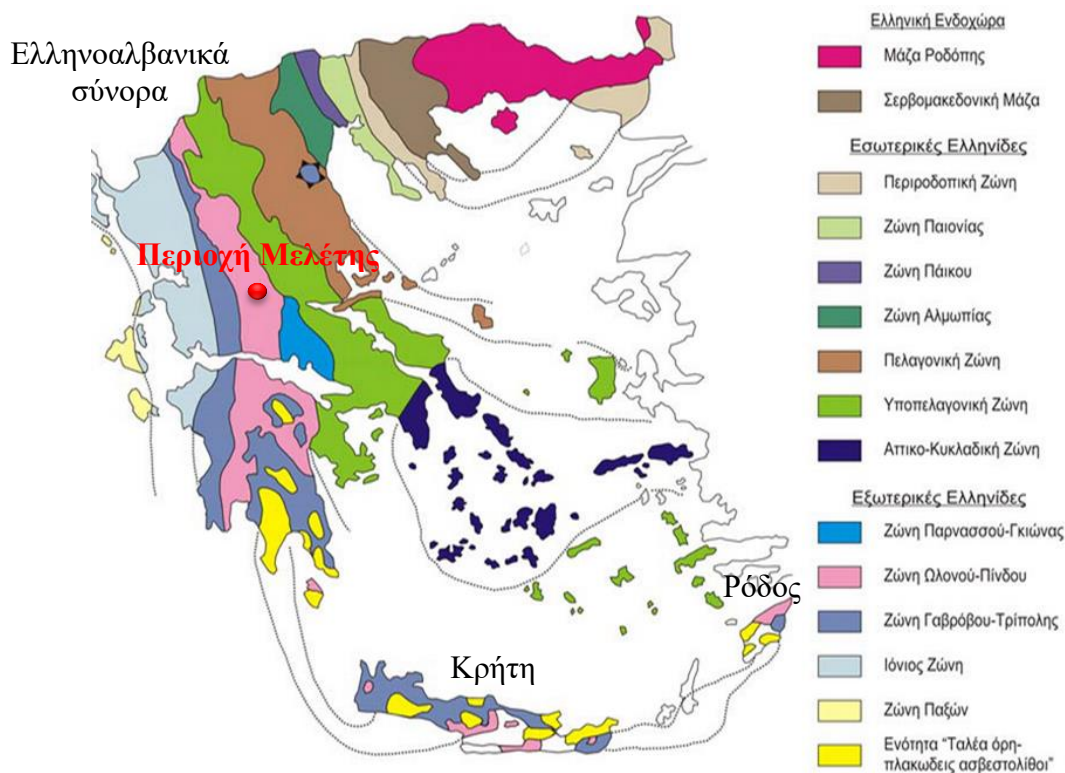 Ελληνοαλβανικά
σύνορα
Περιοχή Μελέτης
Ρόδος
Κρήτη
Ελληνική Ενδοχώρα
Μάζα Ροδόπης
Σερβομακεδονική Μάζα
Εσωτερικές Ελληνίδες
Περιροδοπική Ζώνη
Ζώνη Παιονίας
Ζώνη Πάικου
Ζώνη Αλμωπίας
Πελαγονική Ζώνη
Υποπελαγονική Ζώνη
Αττικο-Κυκλαδική Ζώνη
Εξωτερικές Ελληνίδες
Ζώνη Παρνασσού-Γκιώνας
Ζώνη Ωλονού-Πίνδου
Ζώνη Γαβρόβου-Τρίπολης
Ιόνιος Ζώνη
Ζώνη Παξών
Ενότητα "Ταλέα όρη-
πλακωδεις ασβεστολίθοι"